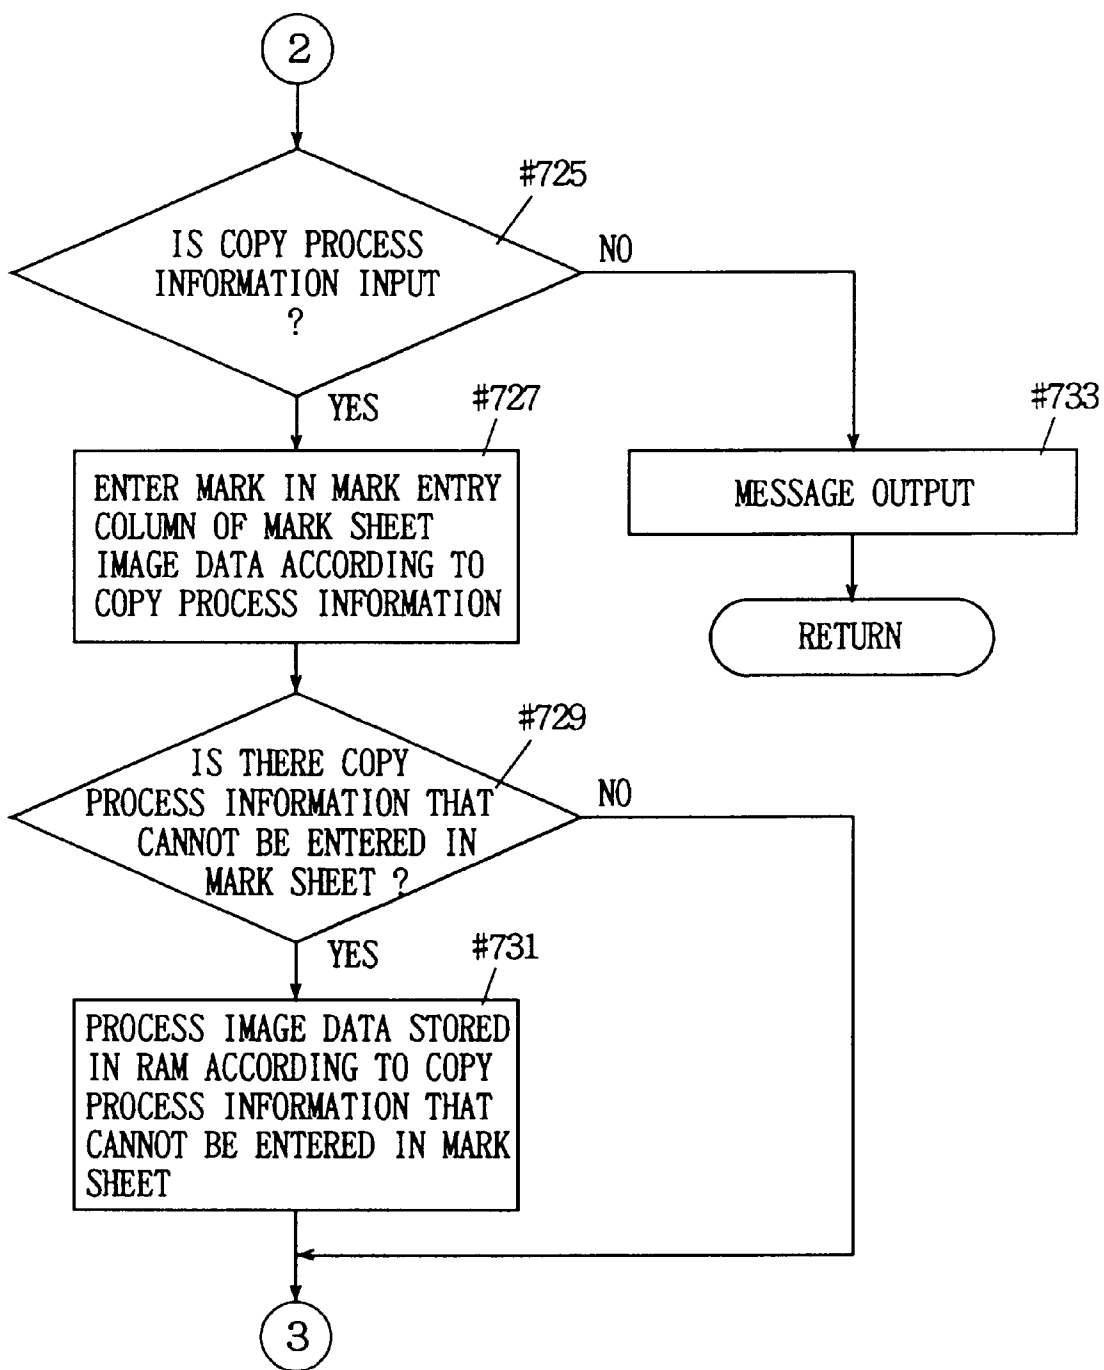 2
#725
IS COPY PROCESS
INFORMATION INPUT
?
NO
YES
#727
ENTER MARK IN MARK ENTRY
COLUMN OF MARK SHEET
IMAGE DATA ACCORDING TO
COPY PROCESS INFORMATION
#733
MESSAGE OUTPUT
RETURN
#729
IS THERE COPY
PROCESS INFORMATION THAT
CANNOT BE ENTERED IN
MARK SHEET ?
NO
YES
#731
PROCESS IMAGE DATA STORED
IN RAM ACCORDING TO COPY
PROCESS INFORMATION THAT
CANNOT BE ENTERED IN MARK
SHEET
3